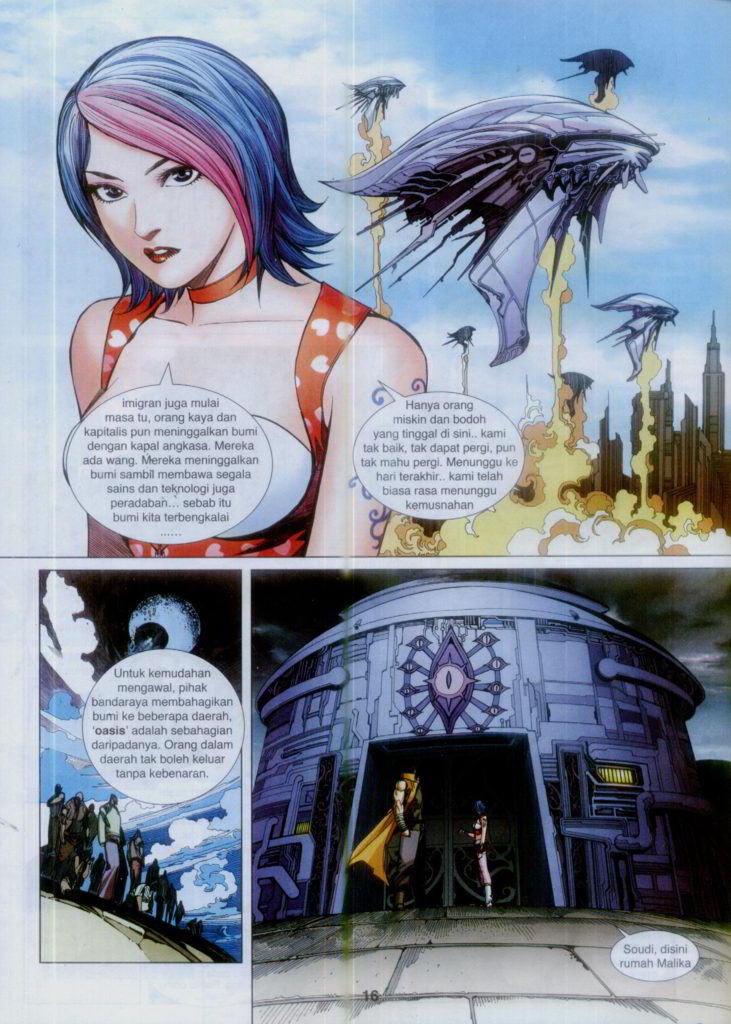 imigran juga mulai
masa tu, orang kaya dan
kapitalis pun meninggalkan bumi
dengan kapal angkasa. Mereka
ada wang. Mereka meninggalkan
bumi sambil membawa segala
sains dan teknologi juga
peradaban... sebab itu
bumi kita terbengkalai
......
Hanya orang
miskin dan bodoh
yang tinggal di sini.. kami
tak baik, tak dapat pergi, pun
tak mahu pergi. Menunggu ke
hari terakhir.. kami telah
biasa rasa menunggu
kemusnahan
Untuk kemudahan
mengawal, pihak
bandaraya membahagikan
bumi ke beberapa daerah,
'oasis' adalah sebahagian
daripadanya. Orang dalam
daerah tak boleh keluar
tanpa kebenaran.
Soudi, disini
rumah Malika
16